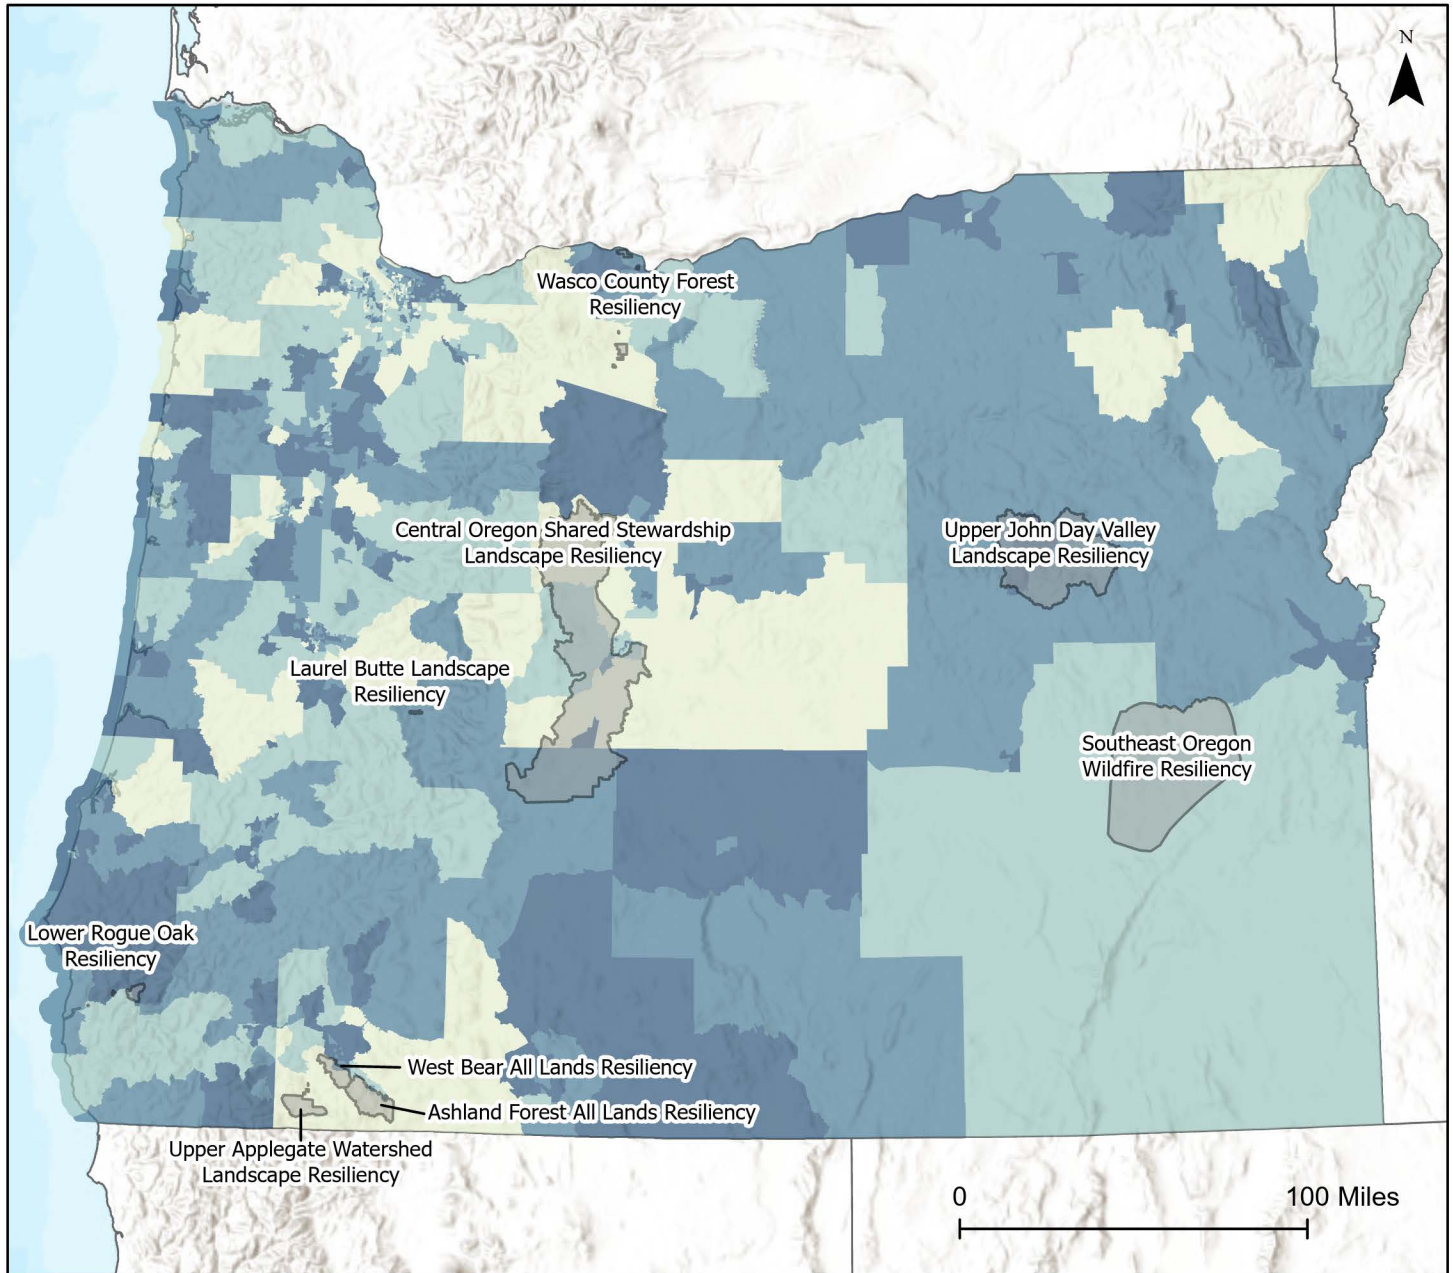 N
Wasco County Forest
Resiliency
Central Oregon Shared Stewardship
Landscape Resiliency
Upper John Day Valley
Landscape Resiliency
Laurel Butte Landscape
Resiliency
Southeast Oregon
Wildfire Resiliency
Lower Rogue Oak
Resiliency
West Bear All Lands Resiliency
Ashland Forest All Lands Resiliency
Upper Applegate Watershed
Landscape Resiliency
0 100 Miles